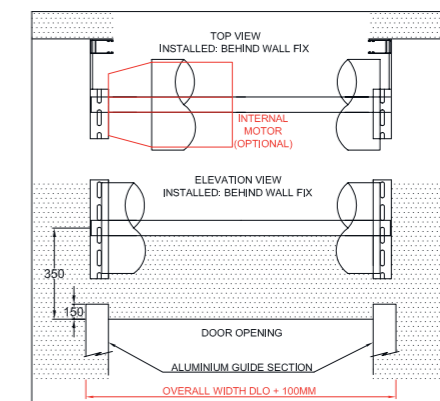 TOP VIEW
INSTALLED: BEHIND WALL FIX
INTERNAL
MOTOR
(OPTIONAL)
ELEVATION VIEW
INSTALLED: BEHIND WALL FIX
350
150
DOOR OPENING
ALUMINIUM GUIDE SECTION
OVERALL WIDTH DLO + 100MM